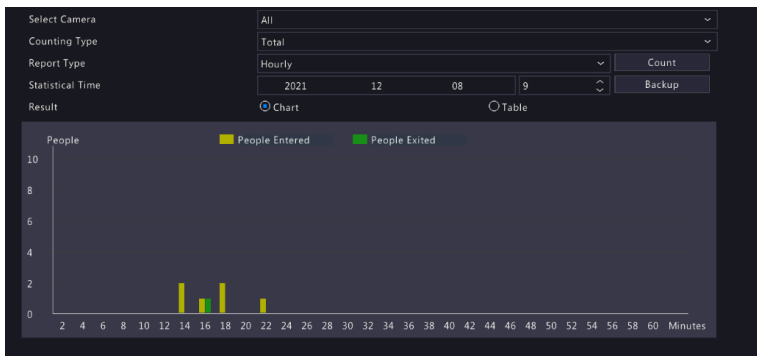 Select Camera All
Counting Type Total
Report Type Hourly Count
Statistical Time 2021 12 08 9 Backup
Result Chart Table
People People Entered People Exited
10
8
6
4
2
0
2 4 6 8 10 12 14 16 18 20 22 24 26 28 30 32 34 36 38 40 42 44 46 48 50 52 54 56 58 60 Minutes